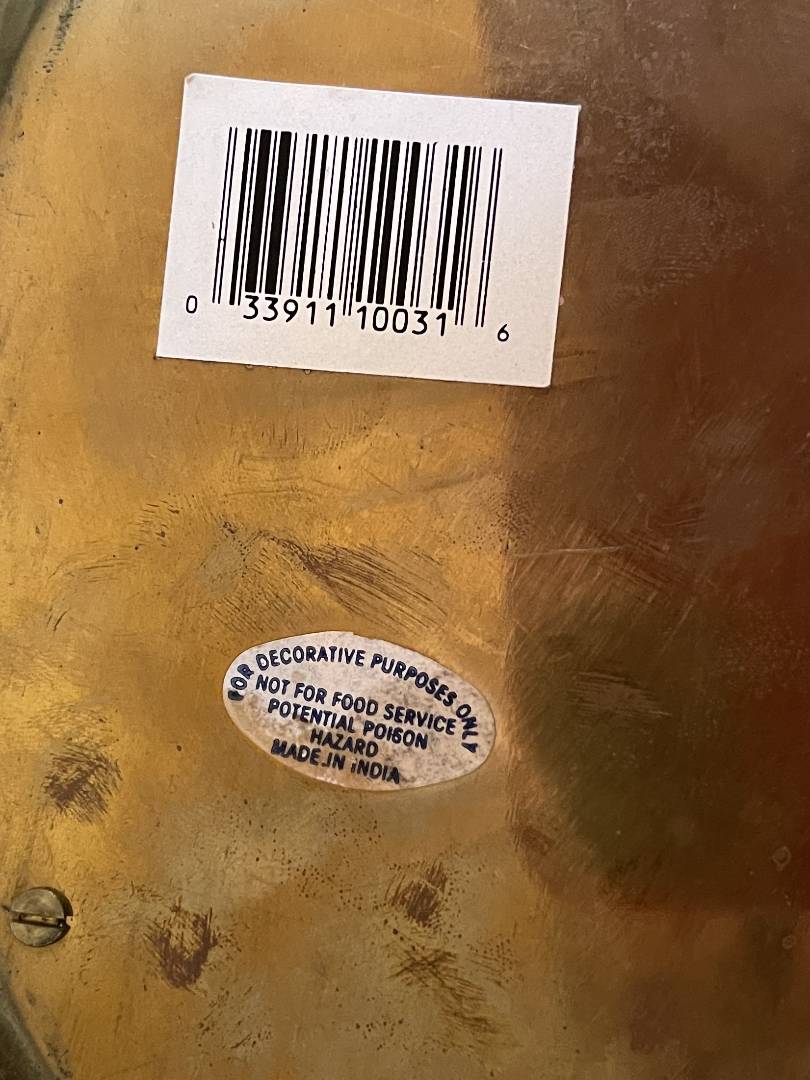 0 33911 10031 6
FOR DECORATIVE PURPOSES ONLY
NOT FOR FOOD SERVICE
POTENTIAL POISON
HAZARD
MADE IN INDIA